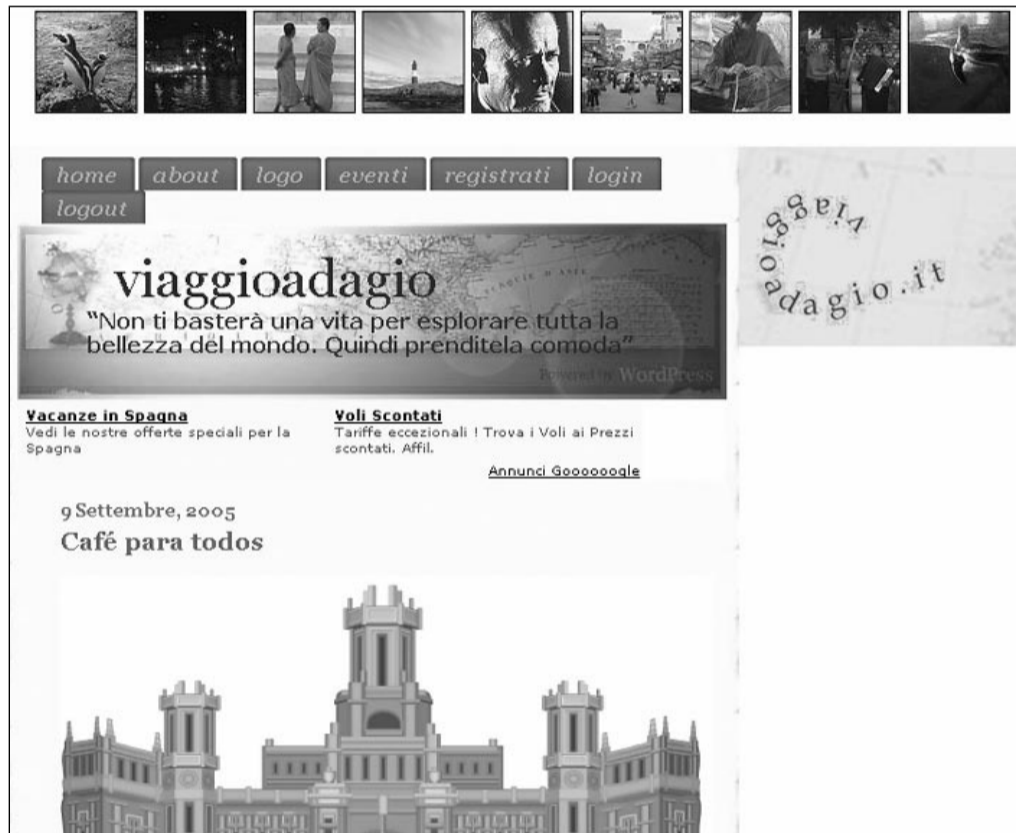 home about logo eventi registrati login
logout
viaggioadagio.it
viaggioadagio
“Non ti basterà una vita per esplorare tutta la
bellezza del mondo. Quindi prenditela comoda”
Powered by WordPress
Vacanze in Spagna
Vedi le nostre offerte speciali per la
Spagna
Voli Scontati
Tariffe eccezionali ! Trova i Voli ai Prezzi
scontati. Affil.
Annunci Goooooogle
9 Settembre, 2005
Café para todos